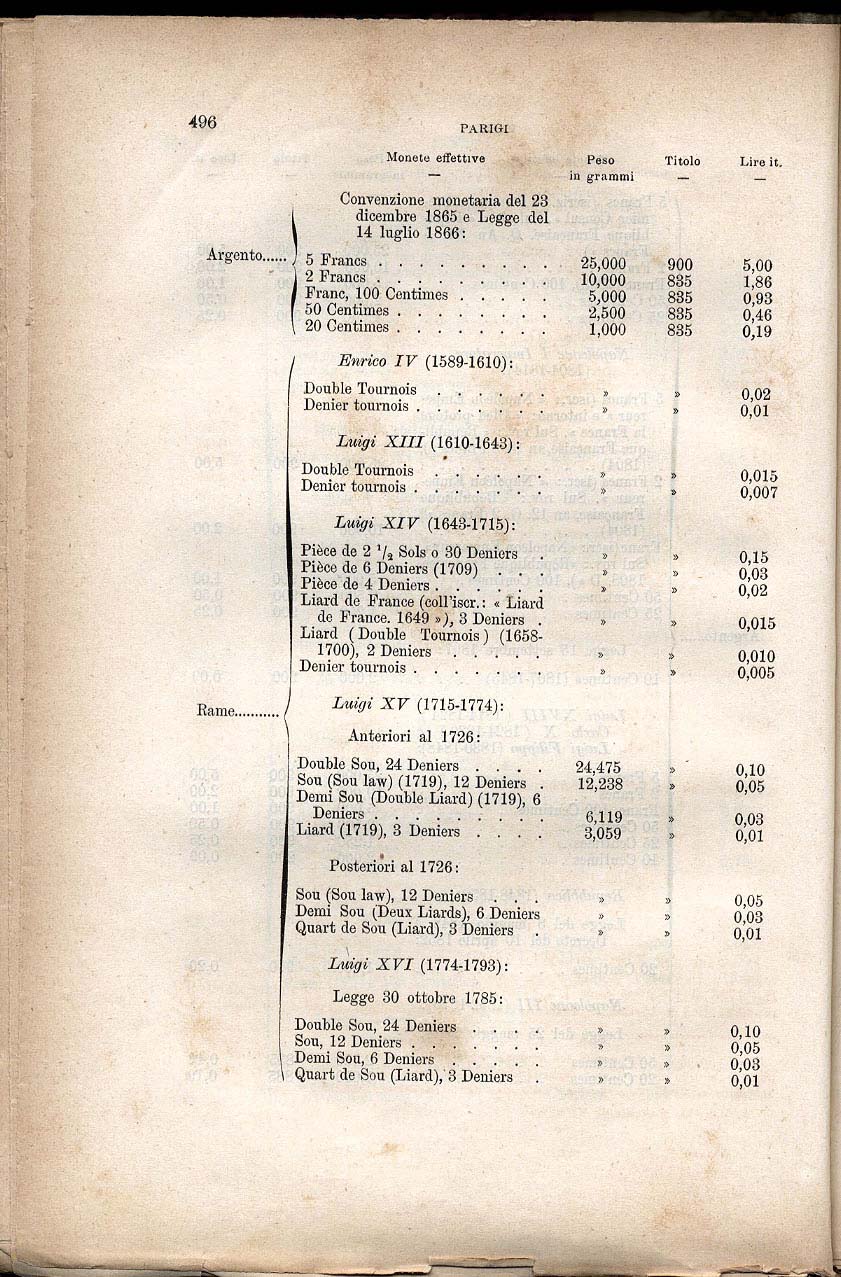 496
PARIGI
Monete effettive Peso in grammi Titolo Lire it.
— — —
Convenzione monetaria del 23
dicembre 1865 e Legge del
14 luglio 1866:
Argento......
5 Francs . . . . . . . . . 25,000 900 5,00
2 Francs . . . . . . . . . 10,000 835 1,86
Franc, 100 Centimes . . . . . 5,000 835 0,93
50 Centimes . . . . . . . . 2,500 835 0,46
20 Centimes . . . . . . . . 1,000 835 0,19
Enrico IV (1589-1610):
Double Tournois . . . . . . » » 0,02
Denier tournois . . . . . . » » 0,01
Luigi XIII (1610-1643):
Double Tournois . . . . . . » » 0,015
Denier tournois . . . . . . » » 0,007
Luigi XIV (1643-1715):
Pièce de 2 1/2 Sols o 30 Deniers . . » » 0,15
Pièce de 6 Deniers (1709) . . . » » 0,03
Pièce de 4 Deniers . . . . . . » » 0,02
Liard de France (coll'iscr.: « Liard
de France. 1649 »), 3 Deniers . » » 0,015
Liard (Double Tournois) (1658-
1700), 2 Deniers . . . . . » » 0,010
Denier tournois . . . . . . . » » 0,005
Rame...........
Luigi XV (1715-1774):
Anteriori al 1726:
Double Sou, 24 Deniers . . . . 24,475 » 0,10
Sou (Sou law) (1719), 12 Deniers . 12,238 » 0,05
Demi Sou (Double Liard) (1719), 6
Deniers . . . . . . . . . 6,119 » 0,03
Liard (1719), 3 Deniers . . . . 3,059 » 0,01
Posteriori al 1726:
Sou (Sou law), 12 Deniers . . . » » 0,05
Demi Sou (Deux Liards), 6 Deniers » » 0,03
Quart de Sou (Liard), 3 Deniers . » » 0,01
Luigi XVI (1774-1793):
Legge 30 ottobre 1785:
Double Sou, 24 Deniers . . . . » » 0,10
Sou, 12 Deniers . . . . . . . » » 0,05
Demi Sou, 6 Deniers . . . . . » » 0,03
Quart de Sou (Liard), 3 Deniers . » » 0,01